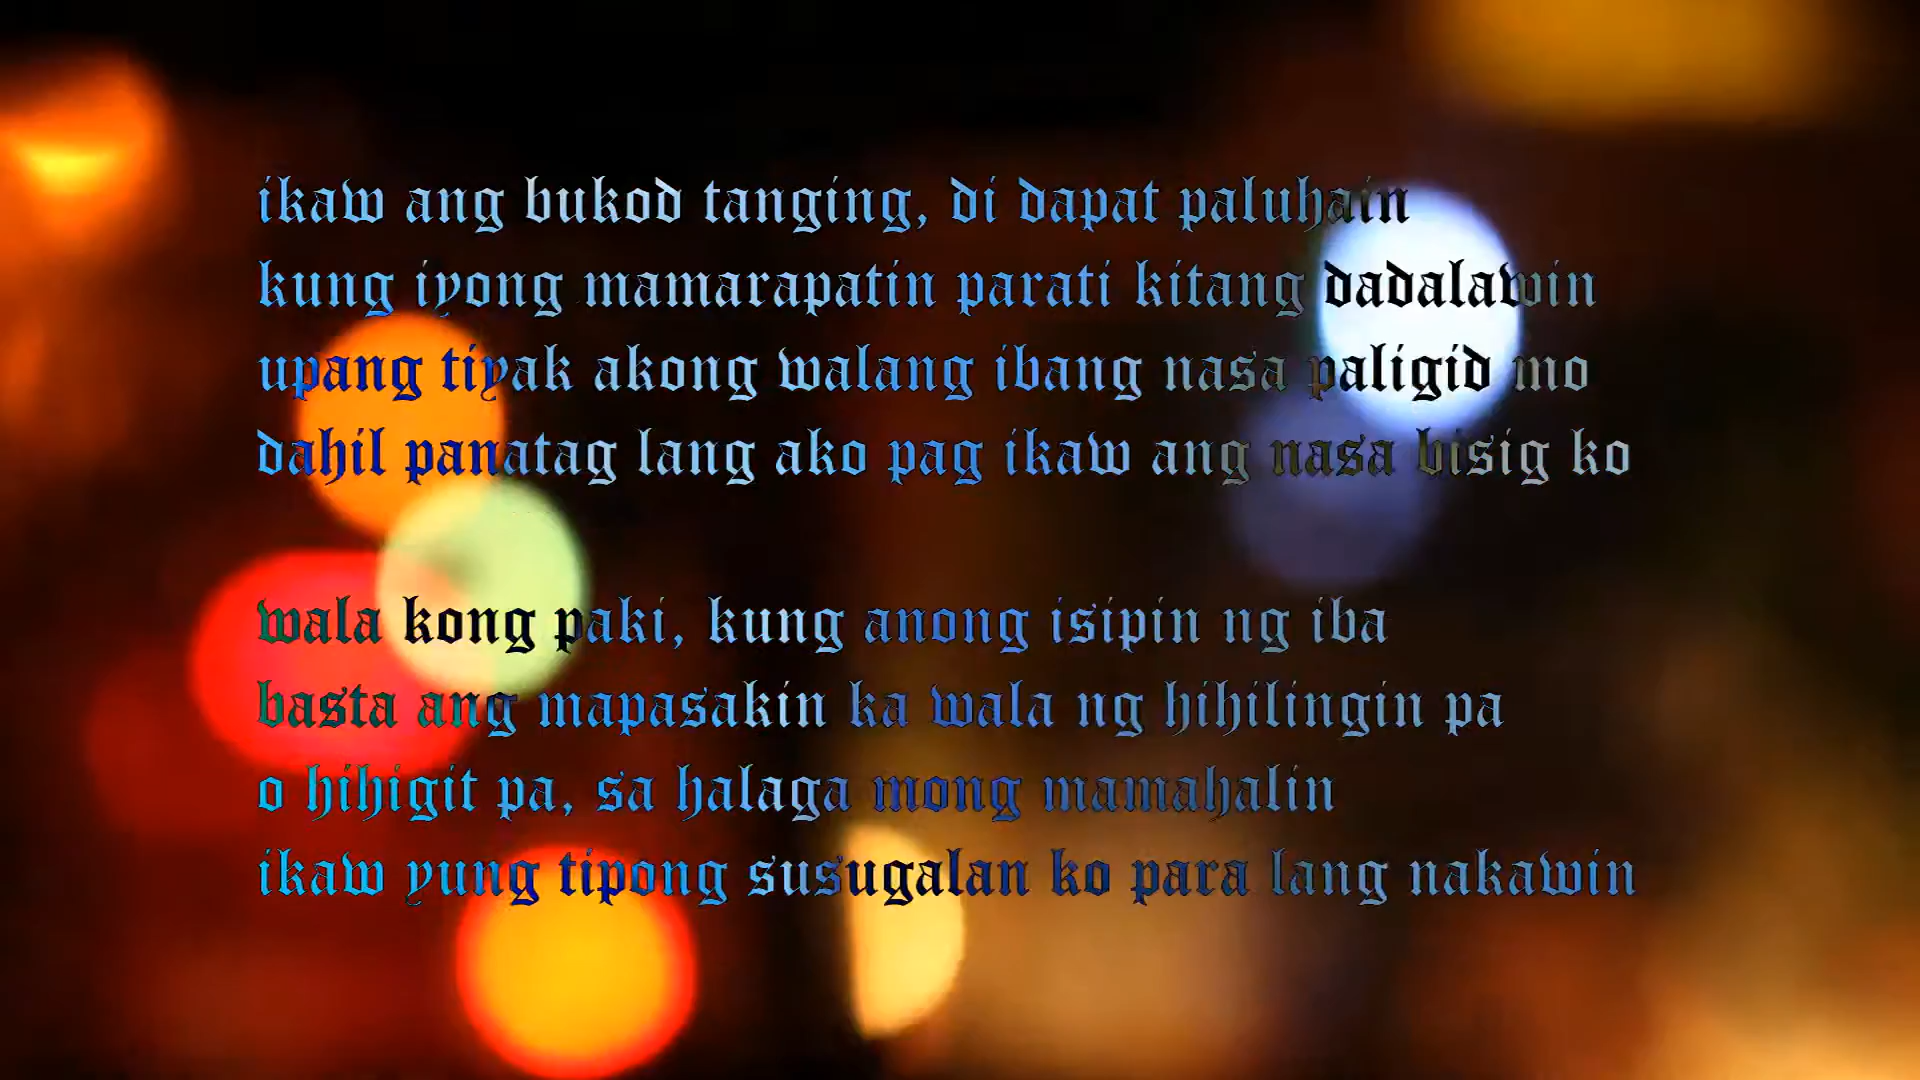 ikaw ang bukod tanging, di dapat paluhain
kung iyong mamarapatin parati kitang dadalawin
upang tiyak akong walang ibang nasa paligid mo
dahil panatag lang ako pag ikaw ang nasa bisig ko
wala kong paki, kung anong isipin ng iba
basta ang mapasakin ka wala ng hihilingin pa
o hihigit pa, sa halaga mong mamahalin
ikaw yung tipong susugalan ko para lang nakawin